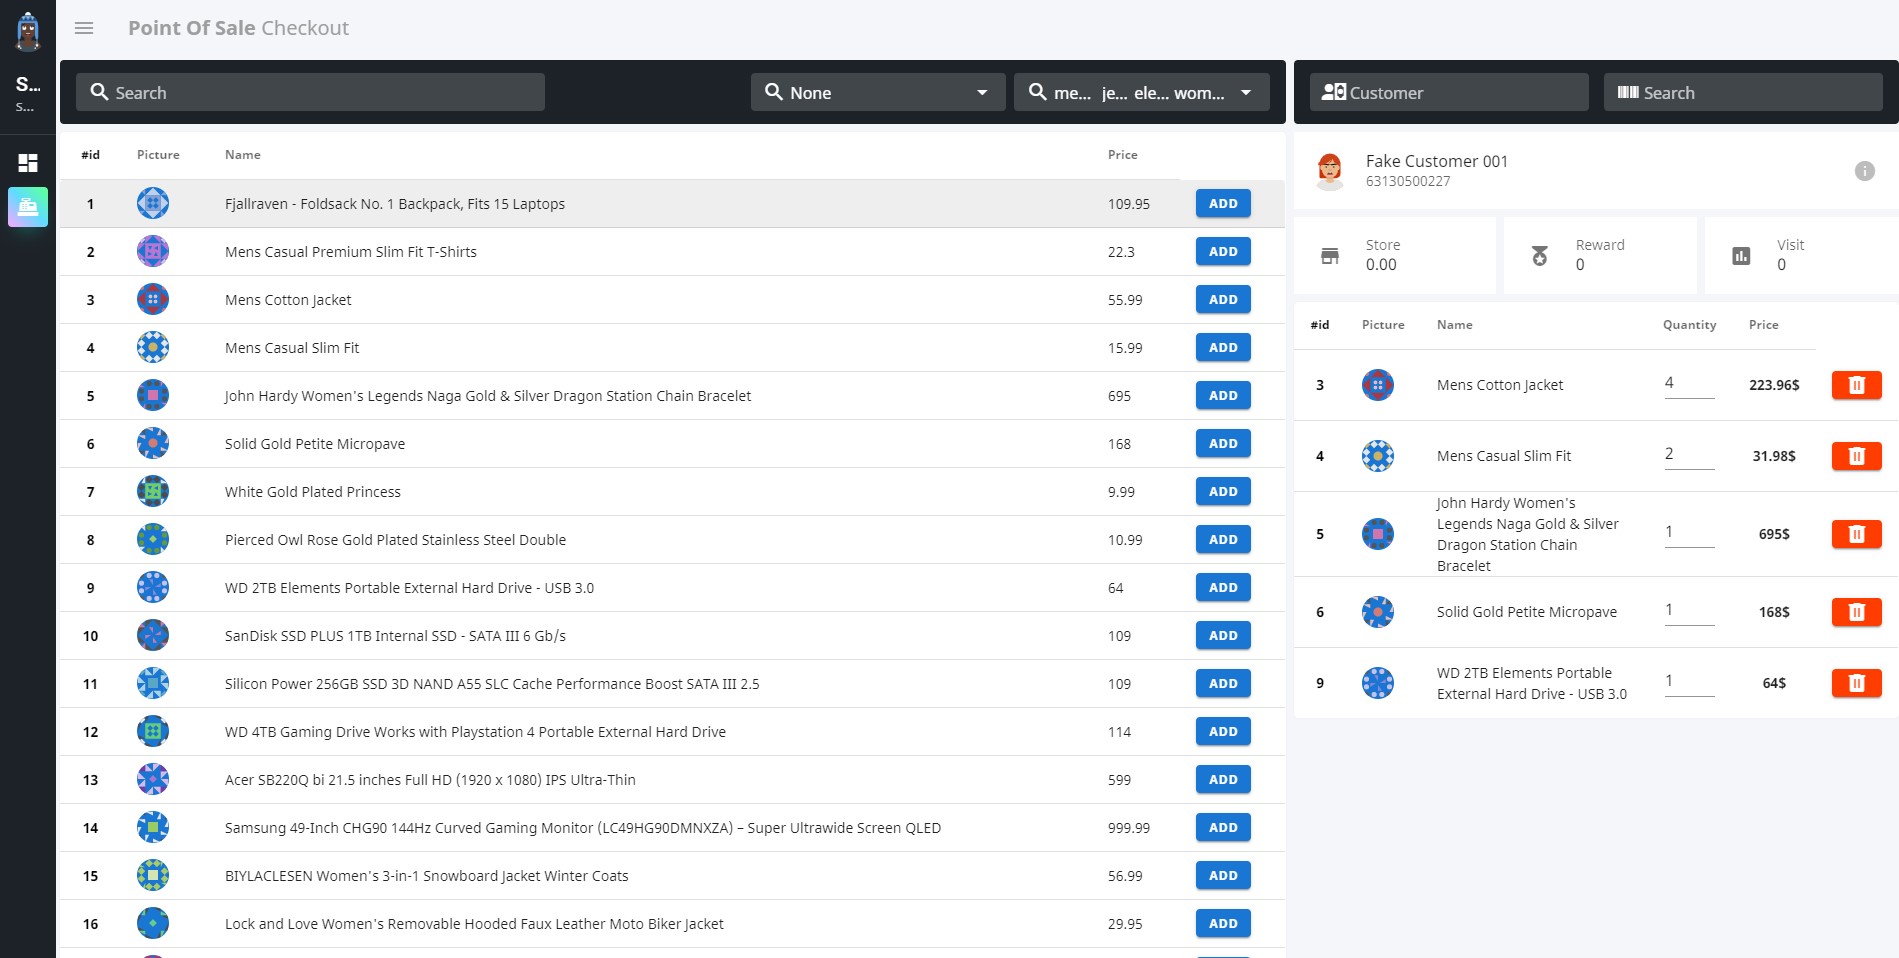 Point Of Sale Checkout
S...
S...
Search
None
me... je... ele... wom...
Customer
Search
#id Picture Name Price
1 Fjallraven - Foldsack No. 1 Backpack, Fits 15 Laptops 109.95 ADD
2 Mens Casual Premium Slim Fit T-Shirts 22.3 ADD
3 Mens Cotton Jacket 55.99 ADD
4 Mens Casual Slim Fit 15.99 ADD
5 John Hardy Women's Legends Naga Gold & Silver Dragon Station Chain Bracelet 695 ADD
6 Solid Gold Petite Micropave 168 ADD
7 White Gold Plated Princess 9.99 ADD
8 Pierced Owl Rose Gold Plated Stainless Steel Double 10.99 ADD
9 WD 2TB Elements Portable External Hard Drive - USB 3.0 64 ADD
10 SanDisk SSD PLUS 1TB Internal SSD - SATA III 6 Gb/s 109 ADD
11 Silicon Power 256GB SSD 3D NAND A55 SLC Cache Performance Boost SATA III 2.5 109 ADD
12 WD 4TB Gaming Drive Works with Playstation 4 Portable External Hard Drive 114 ADD
13 Acer SB220Q bi 21.5 inches Full HD (1920 x 1080) IPS Ultra-Thin 599 ADD
14 Samsung 49-Inch CHG90 144Hz Curved Gaming Monitor (LC49HG90DMNXZA) – Super Ultrawide Screen QLED 999.99 ADD
15 BIYLACLESEN Women's 3-in-1 Snowboard Jacket Winter Coats 56.99 ADD
16 Lock and Love Women's Removable Hooded Faux Leather Moto Biker Jacket 29.95 ADD
Fake Customer 001
63130500227
Store
0.00
Reward
0
Visit
0
#id Picture Name Quantity Price
3 Mens Cotton Jacket 4 223.96$
4 Mens Casual Slim Fit 2 31.98$
John Hardy Women's
Legends Naga Gold & Silver
5 Dragon Station Chain 1 695$
Bracelet
6 Solid Gold Petite Micropave 1 168$
9 WD 2TB Elements Portable 1 64$
External Hard Drive - USB 3.0